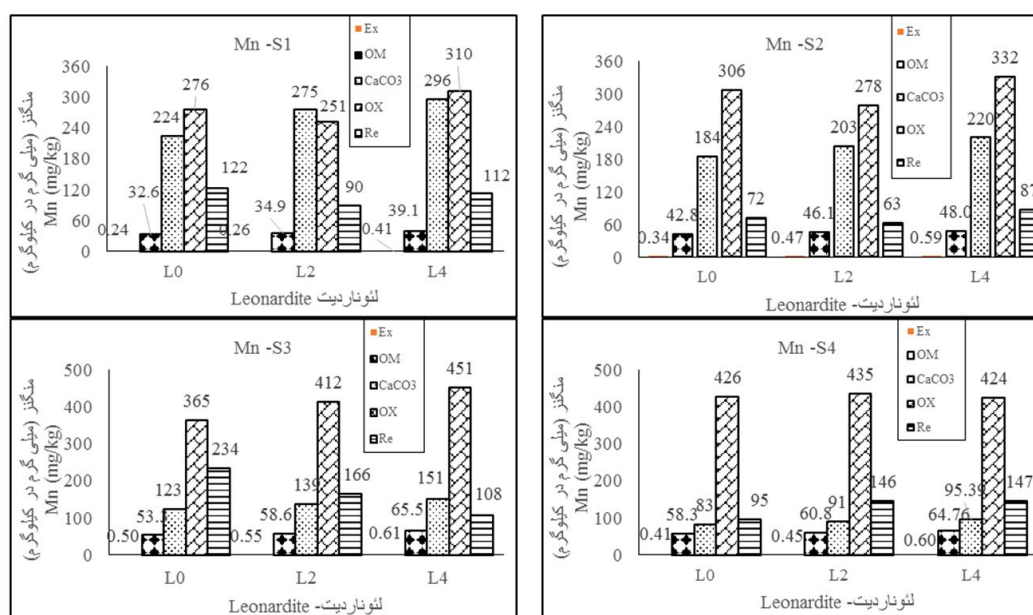 Mn -S1
Ex
OM
CaCO3
OX
Re
360
300
240
180
120
60
0
منگنز (میلی گرم در کیلوگرم)
Mn (mg/kg)
0.24
32.6
224
276
122
0.26
34.9
275
251
90
0.41
39.1
296
310
112
L0
L2
L4
لئوناردیت Leonardite
Mn -S2
Ex
OM
CaCO3
OX
Re
360
300
240
180
120
60
0
منگنز (میلی گرم در کیلوگرم)
Mn (mg/kg)
0.34
42.8
184
306
72
0.47
46.1
203
278
63
0.59
48.0
220
332
87
L0
L2
L4
لئوناردیت- Leonardite
Mn -S3
Ex
OM
CaCO3
OX
Re
500
400
300
200
100
0
منگنز (میلی گرم در کیلوگرم)
Mn (mg/kg)
0.50
123
365
234
0.55
58.6
139
412
166
0.61
65.5
151
451
108
L0
L2
L4
لئوناردیت- Leonardite
Mn -S4
Ex
OM
CaCO3
OX
Re
500
400
300
200
100
0
منگنز (میلی گرم در کیلوگرم)
Mn (mg/kg)
0.41
58.3
83
426
95
0.45
60.8
91
435
146
0.60
64.76
95.39
424
147
L0
L2
L4
لئوناردیت- Leonardite